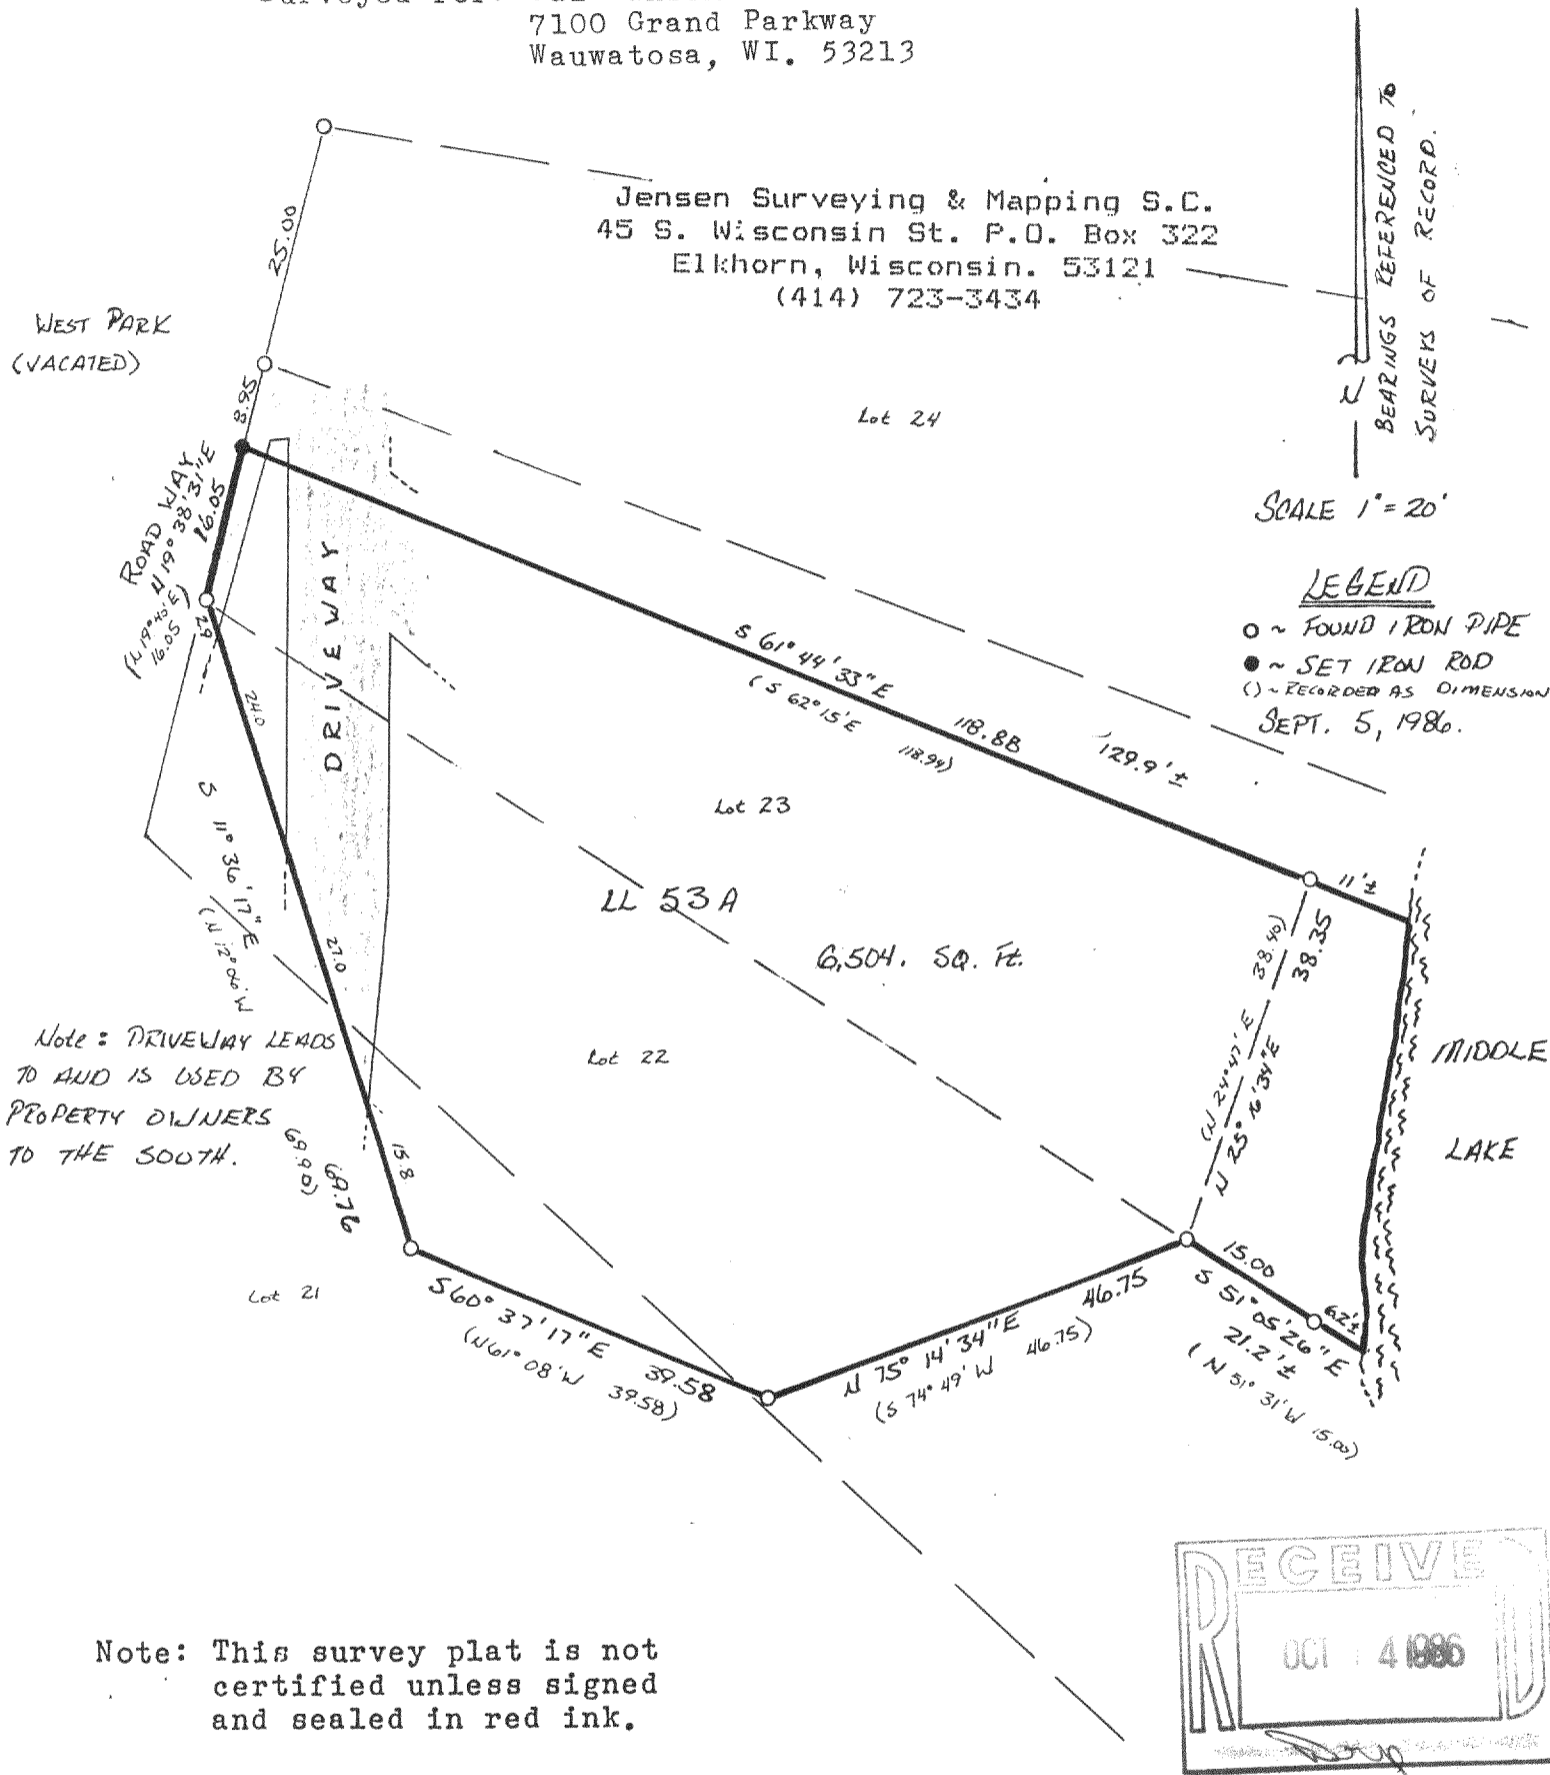 7100 Grand Parkway
Wauwatosa, WI. 53213
Jensen Surveying & Mapping S.C.
45 S. Wisconsin St. P.O. Box 322
Elkhorn, Wisconsin. 53121
(414) 723-3434
BEARINGS REFERENCED TO
SURVEYS OF RECORD.
N
SCALE 1" = 20'
LEGEND
○ ~ FOUND IRON PIPE
● ~ SET IRON ROD
() ~ RECORDED AS DIMENSION
SEPT. 5, 1986.
25.00
WEST PARK
(VACATED)
8.95
Lot 24
ROAD WAY
N 19° 38' 31" E
16.05
(N 19° 45' E)
16.05
2.9
DRIVEWAY
24.0
S 61° 44' 33" E
118.88
129.9' ±
(S 62° 15' E
118.94)
Lot 23
11' ±
S 11° 36' 17" E
(N 12° 06' W
27.0
LL 53A
6,504. SQ. Ft.
38.40)
38.35
(N 24° 47' E
N 25° 16' 34" E
MIDDLE
LAKE
Note: DRIVEWAY LEADS
TO AND IS USED BY
PROPERTY OWNERS
TO THE SOUTH.
Lot 22
69.90)
69.76
15.8
Lot 21
S 60° 37' 17" E
39.58
(N 61° 08' W
39.58)
N 75° 14' 34" E
46.75
(S 74° 49' W
46.75)
15.00
6.2' ±
S 51° 05' 26" E
21.2' ±
(N 51° 31' W
15.00)
Note: This survey plat is not
certified unless signed
and sealed in red ink.
RECEIVED
OCT 4 1986